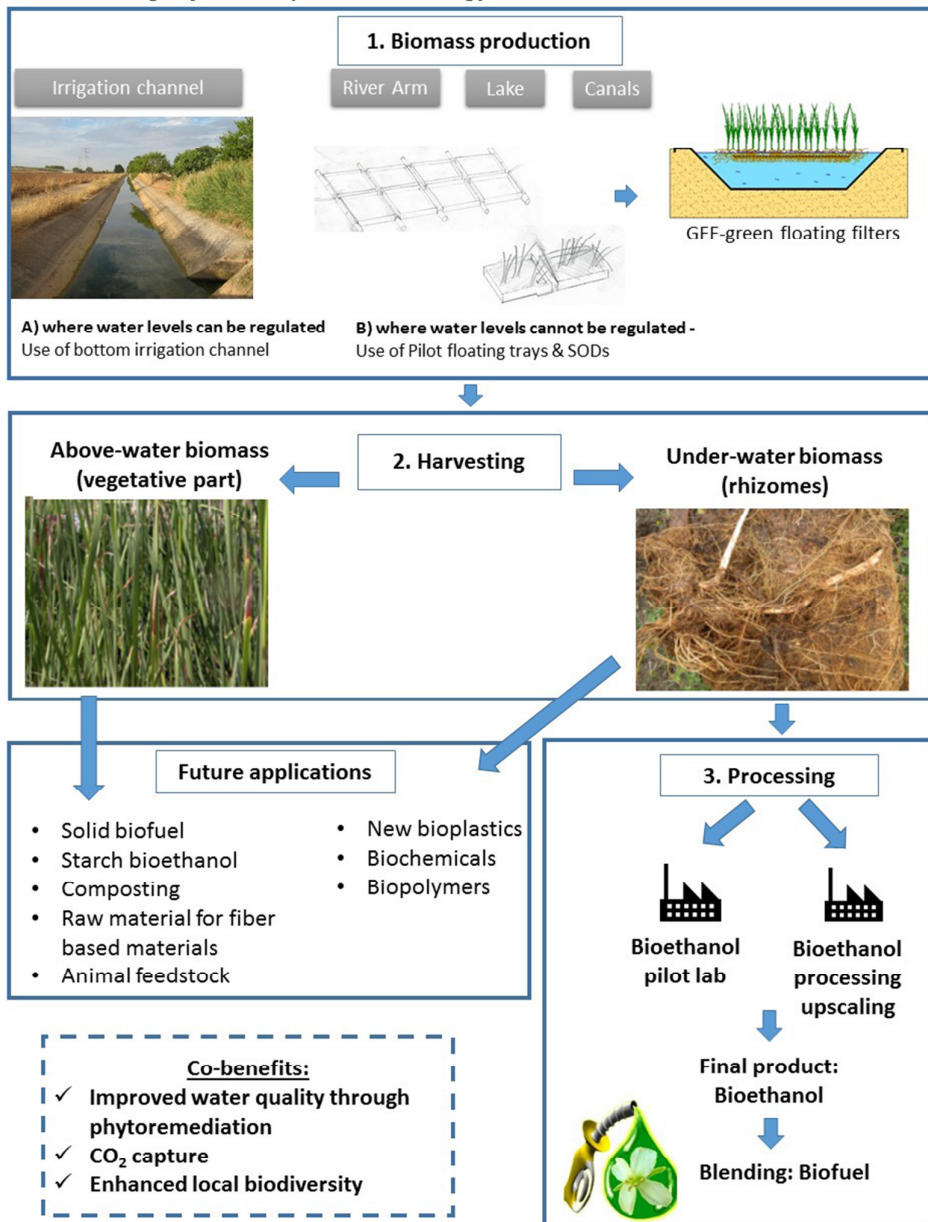 1. Biomass production
Irrigation channel
River Arm
Lake
Canals
GFF-green floating filters
A) where water levels can be regulated
Use of bottom irrigation channel
B) where water levels cannot be regulated -
Use of Pilot floating trays & SODs
2. Harvesting
Above-water biomass
(vegetative part)
Under-water biomass
(rhizomes)
Future applications
• Solid biofuel
• Starch bioethanol
• Composting
• Raw material for fiber
based materials
• Animal feedstock
• New bioplastics
• Biochemicals
• Biopolymers
3. Processing
Bioethanol
pilot lab
Bioethanol
processing
upscaling
Final product:
Bioethanol
Blending: Biofuel
Co-benefits:
✓ Improved water quality through
phytoremediation
✓ CO₂ capture
✓ Enhanced local biodiversity